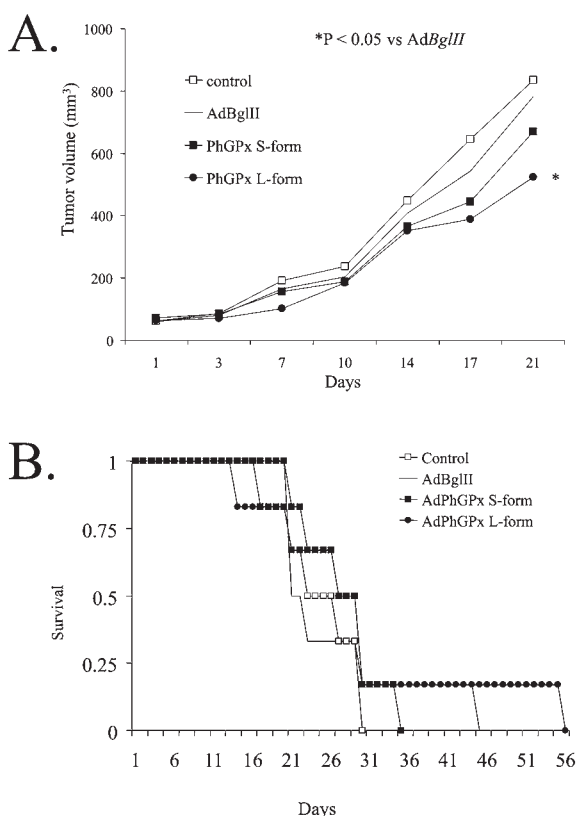 A.
*P < 0.05 vs AdBglII
Tumor volume (mm³)
1000
800
600
400
200
0
control
AdBglII
PhGPx S-form
PhGPx L-form
*
1 3 7 10 14 17 21
Days
B.
Survival
1
0.75
0.5
0.25
0
Control
AdBglII
AdPhGPx S-form
AdPhGPx L-form
1 6 11 16 21 26 31 36 41 46 51 56
Days